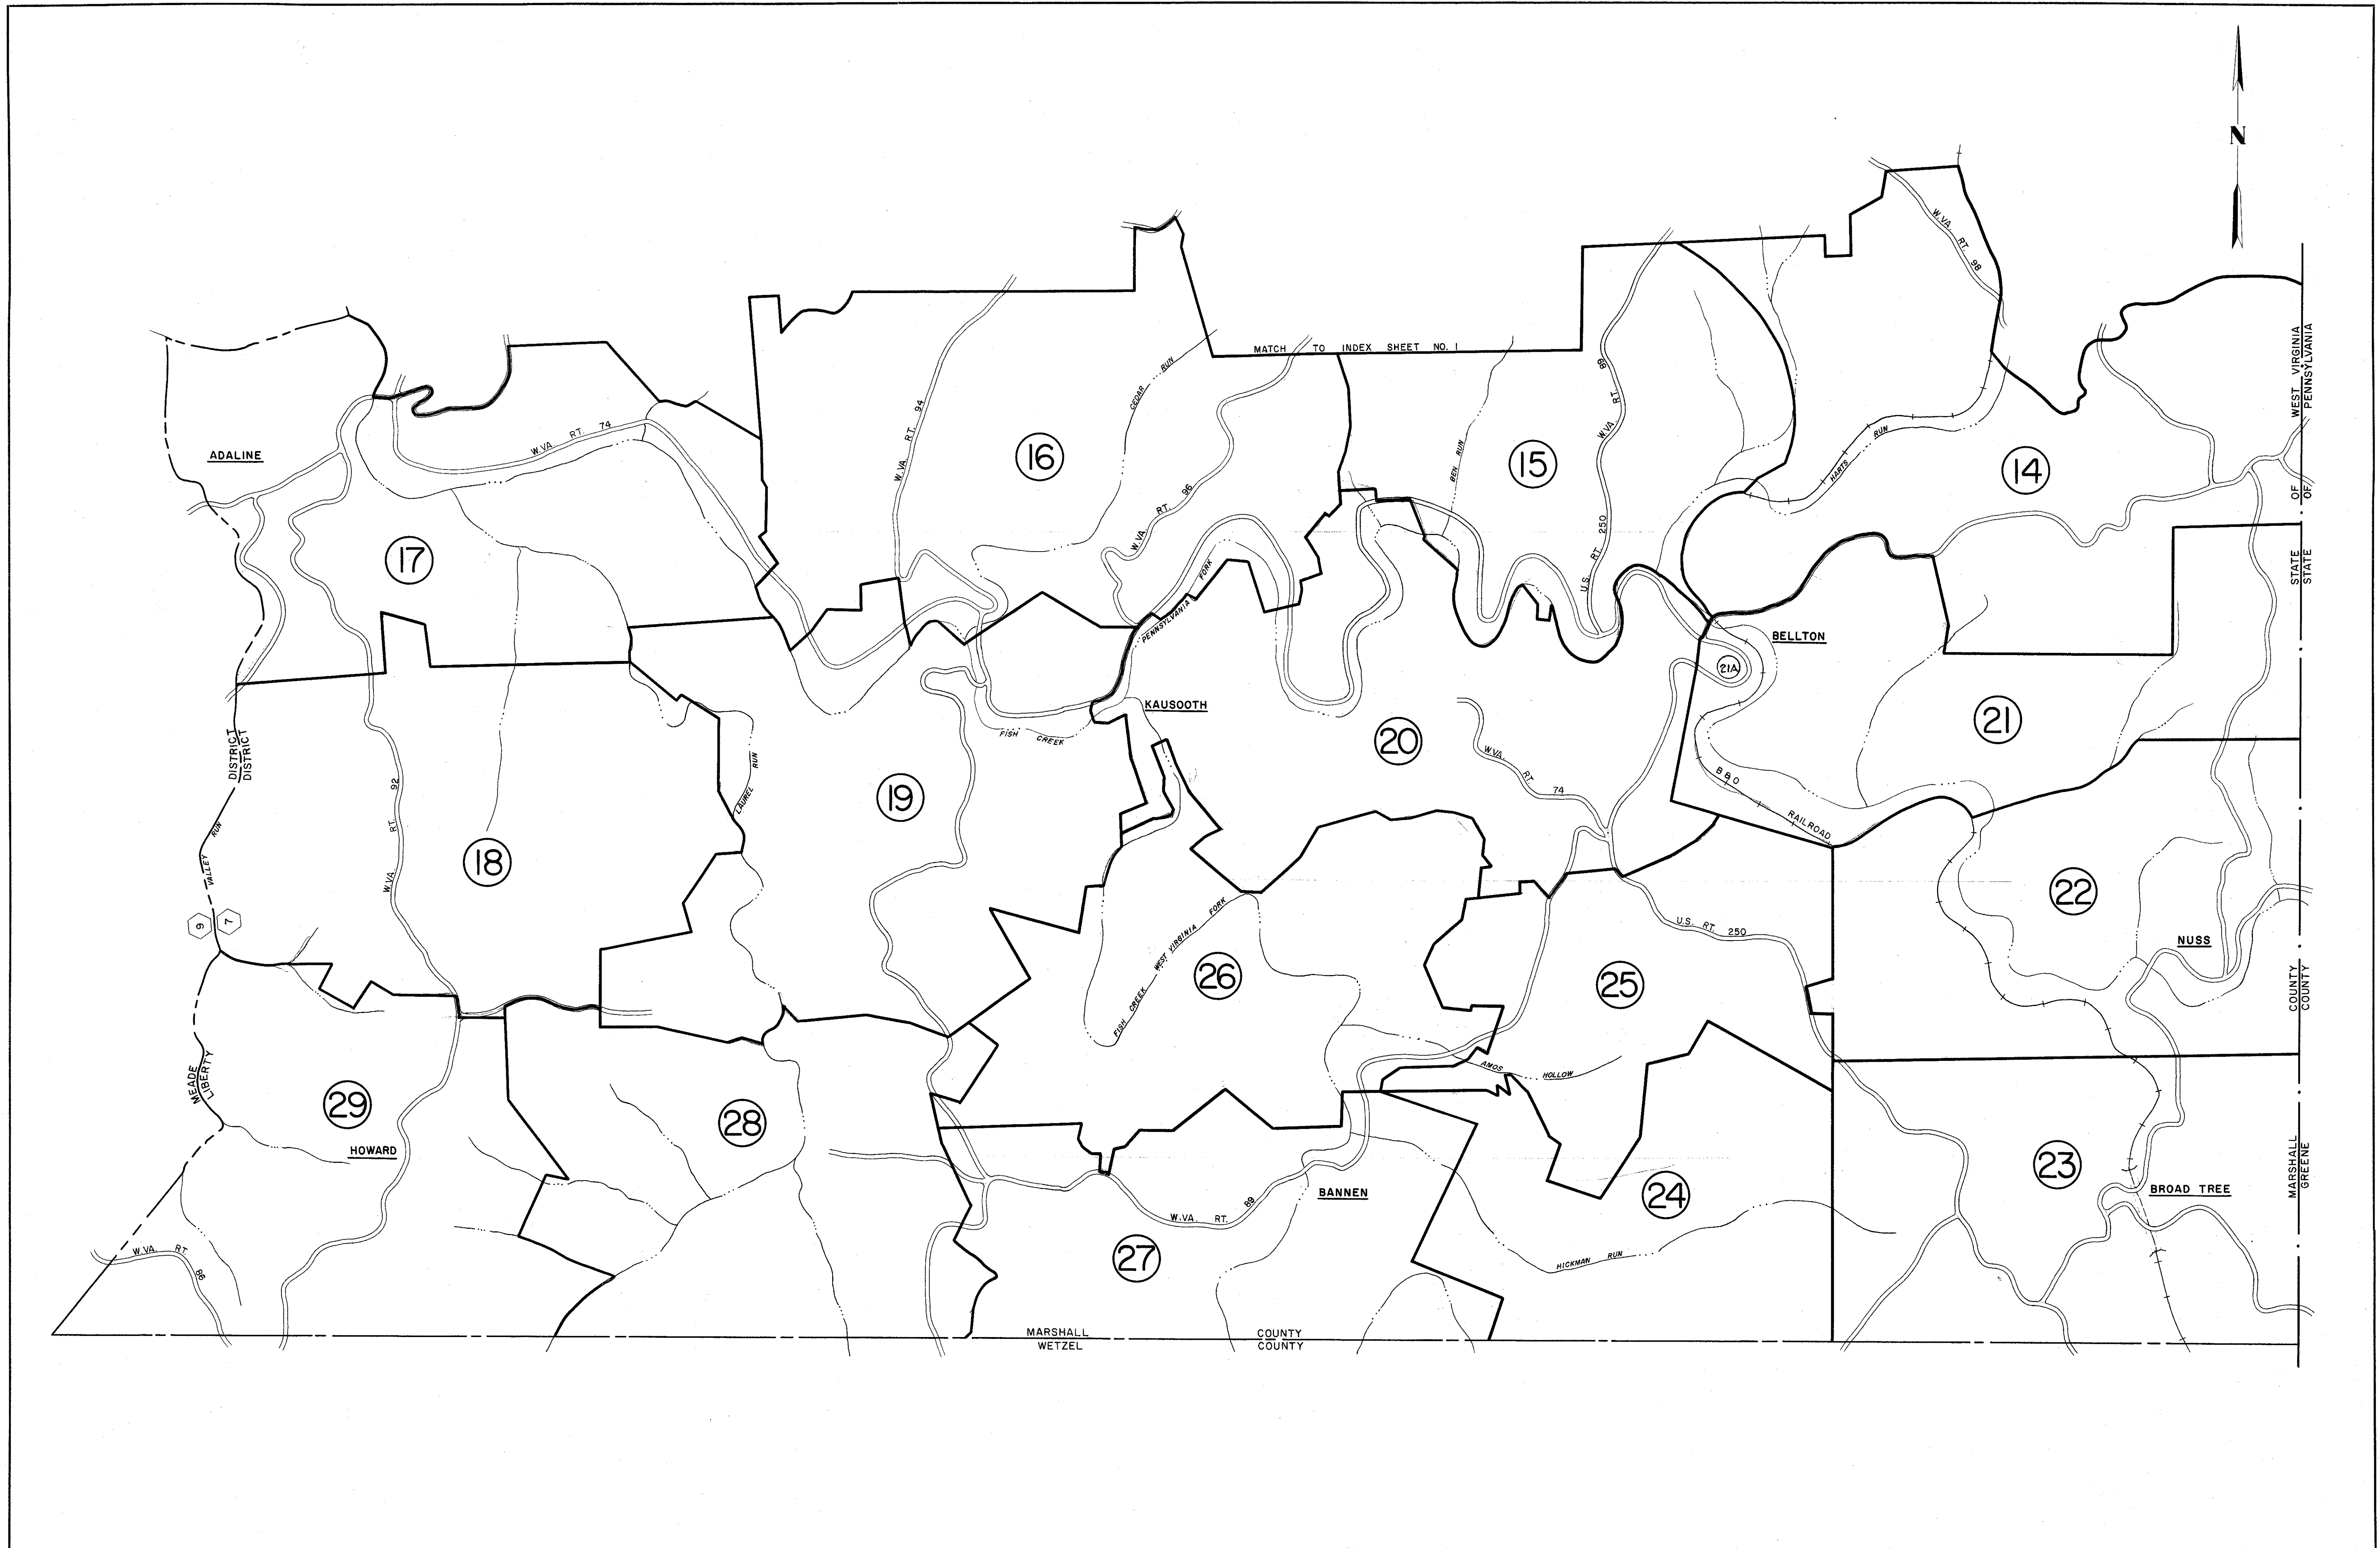 N
W.VA. RT. 98
MATCH TO INDEX SHEET NO. 1
STATE OF WEST VIRGINIA
STATE OF PENNSYLVANIA
W.VA. RT. 88
CEDAR RUN
W.VA. RT. 94
W.VA. RT. 74
ADALINE
16
15
14
BEN RUN
HARTS RUN
W.VA. RT. 96
U.S. RT. 250
17
PENNSYLVANIA FORK
BELLTON
21A
KAUSOOTH
FISH CREEK
20
21
DISTRICT
DISTRICT
LAUREL RUN
W.VA. RT. 74
B&O RAILROAD
19
W.VA. RT. 92
VALLEY RUN
18
22
9
7
FISH CREEK WEST VIRGINIA FORK
U.S. RT. 250
NUSS
26
25
MARSHALL COUNTY
GREENE COUNTY
MEADE
LIBERTY
AMOS HOLLOW
29
28
HOWARD
23
BANNEN
24
BROAD TREE
W.VA. RT. 89
27
W.VA. RT. 86
HICKMAN RUN
MARSHALL COUNTY
WETZEL COUNTY